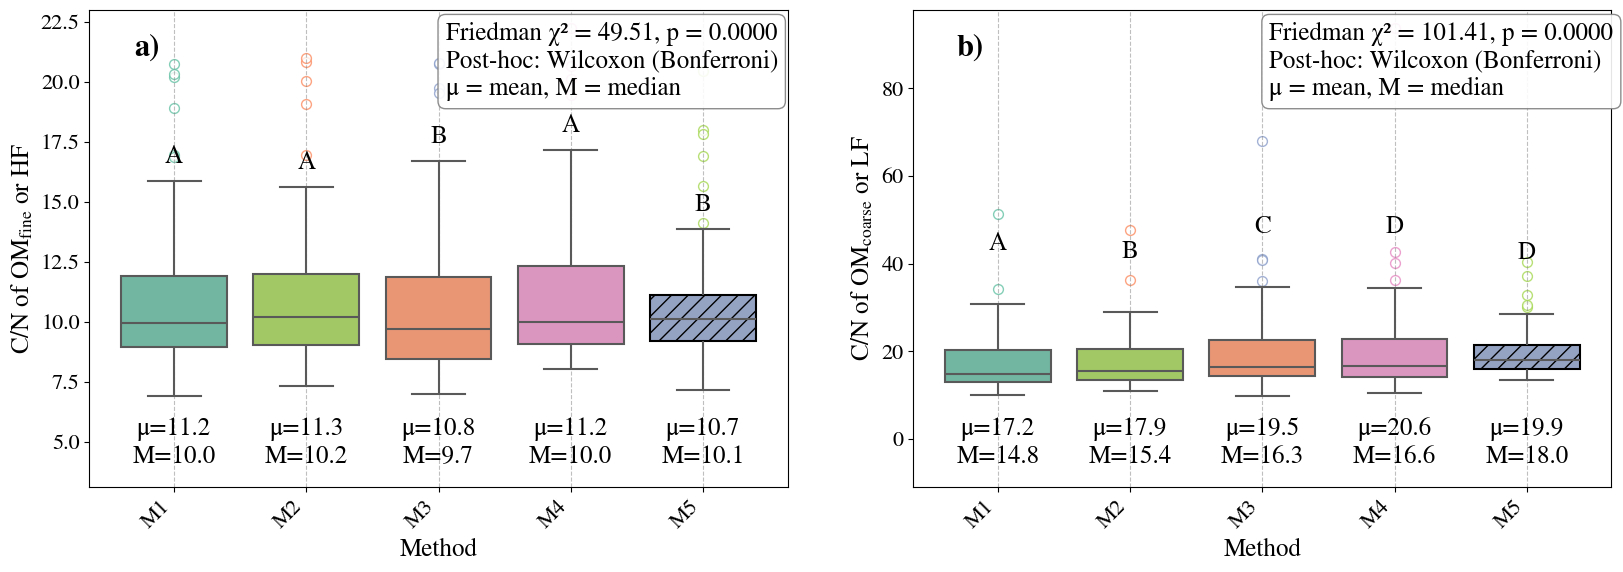 a)
Friedman χ² = 49.51, p = 0.0000
Post-hoc: Wilcoxon (Bonferroni)
μ = mean, M = median
C/N of OMfine or HF
22.5
20.0
17.5
15.0
12.5
10.0
7.5
5.0
A
A
B
A
B
μ=11.2
M=10.0
μ=11.3
M=10.2
μ=10.8
M=9.7
μ=11.2
M=10.0
μ=10.7
M=10.1
M1
M2
M3
M4
M5
Method
b)
Friedman χ² = 101.41, p = 0.0000
Post-hoc: Wilcoxon (Bonferroni)
μ = mean, M = median
C/N of OMcoarse or LF
80
60
40
20
0
A
B
C
D
D
μ=17.2
M=14.8
μ=17.9
M=15.4
μ=19.5
M=16.3
μ=20.6
M=16.6
μ=19.9
M=18.0
M1
M2
M3
M4
M5
Method